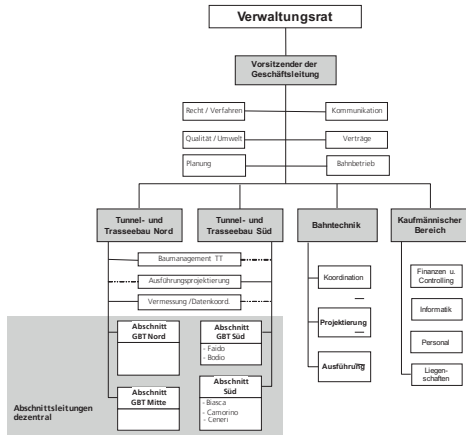 Verwaltungsrat
Vorsitzender der
Geschäftsleitung
Recht / Verfahren
Kommunikation
Qualität / Umwelt
Verträge
Planung
Bahnbetrieb
Tunnel- und
Trasseebau Nord
Tunnel- und
Trasseebau Süd
Bahntechnik
Kaufmännischer
Bereich
Baumanagement TT
Ausführungsprojektierung
Vermessung /Datenkoord.
Koordination
Projektierung
Ausführung
Finanzen u.
Controlling
Informatik
Personal
Liegen-
schaften
Abschnitt
GBT Nord
Abschnitt
GBT Süd
- Faido
- Bodio
Abschnitt
GBT Mitte
Abschnitt
Süd
- Biasca
- Camorino
- Ceneri
Abschnittsleitungen
dezentral